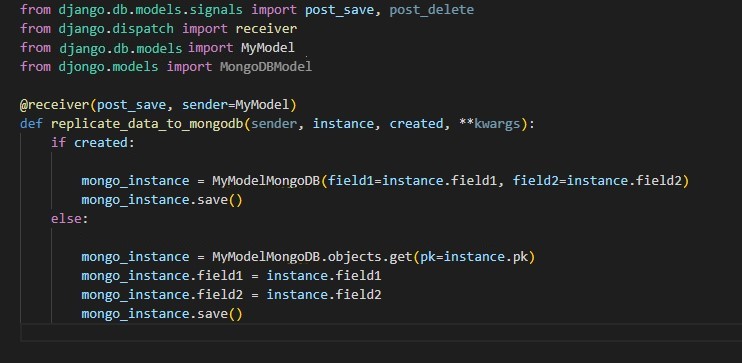 from django.db.models.signals import post_save, post_delete
from django.dispatch import receiver
from django.db.models import MyModel
from djongo.models import MongoDBModel
@receiver(post_save, sender=MyModel)
def replicate_data_to_mongodb(sender, instance, created, **kwargs):
if created:
mongo_instance = MyModelMongoDB(field1=instance.field1, field2=instance.field2)
mongo_instance.save()
else:
mongo_instance = MyModelMongoDB.objects.get(pk=instance.pk)
mongo_instance.field1 = instance.field1
mongo_instance.field2 = instance.field2
mongo_instance.save()